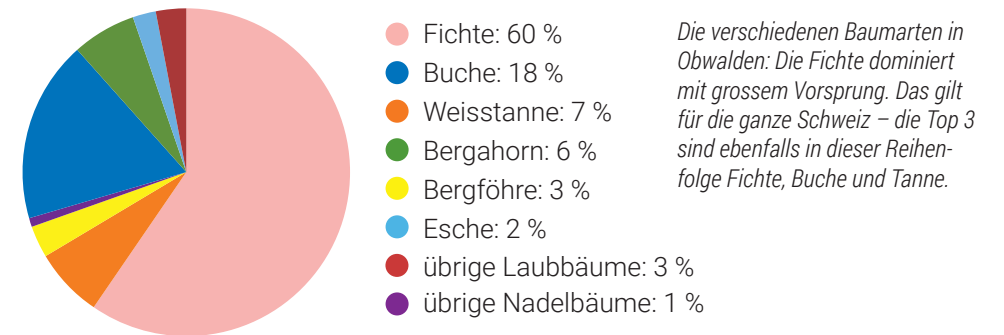 Fichte: 60 %
Buche: 18 %
Weisstanne: 7 %
Bergahorn: 6 %
Bergföhre: 3 %
Esche: 2 %
übrige Laubbäume: 3 %
übrige Nadelbäume: 1 %
Die verschiedenen Baumarten in
Obwalden: Die Fichte dominiert
mit grossem Vorsprung. Das gilt
für die ganze Schweiz – die Top 3
sind ebenfalls in dieser Reihen-
folge Fichte, Buche und Tanne.